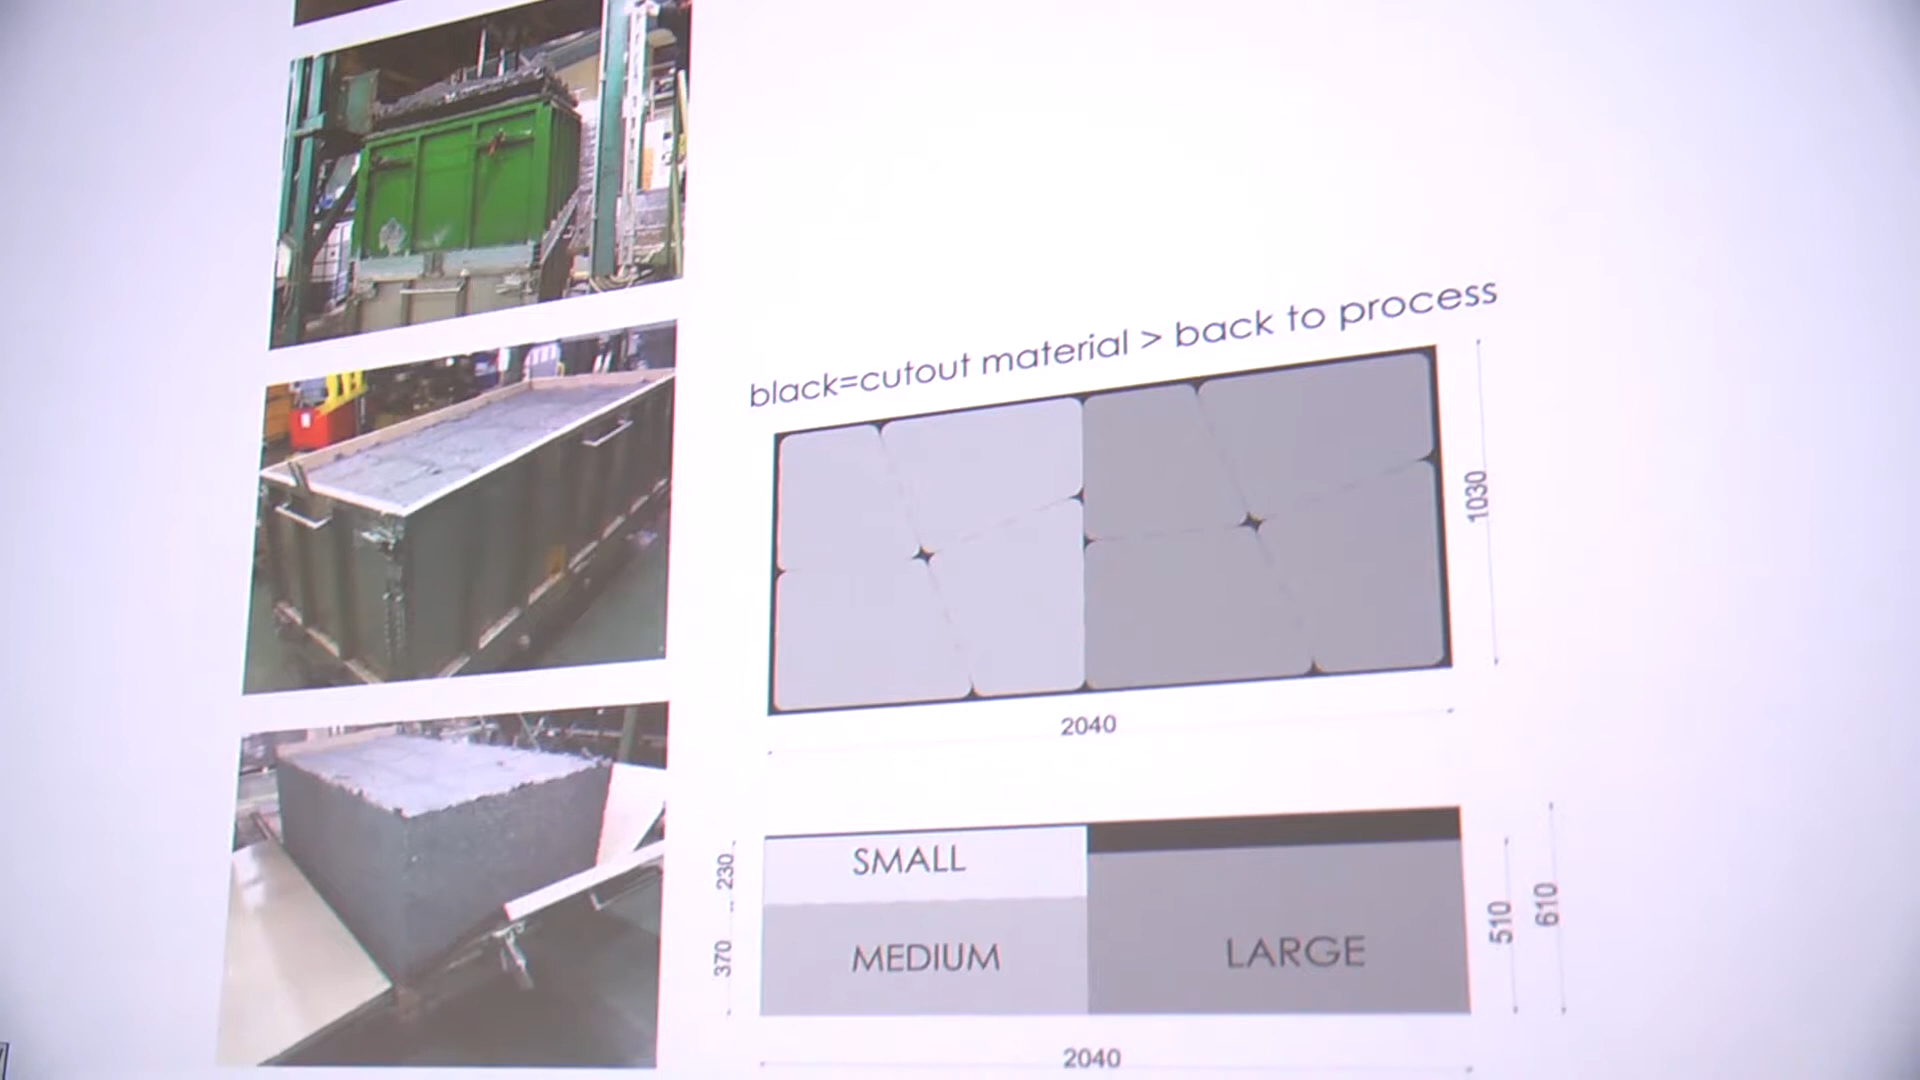 black=cutout material > back to process
1030
2040
SMALL
MEDIUM
LARGE
230
370
510
610
2040